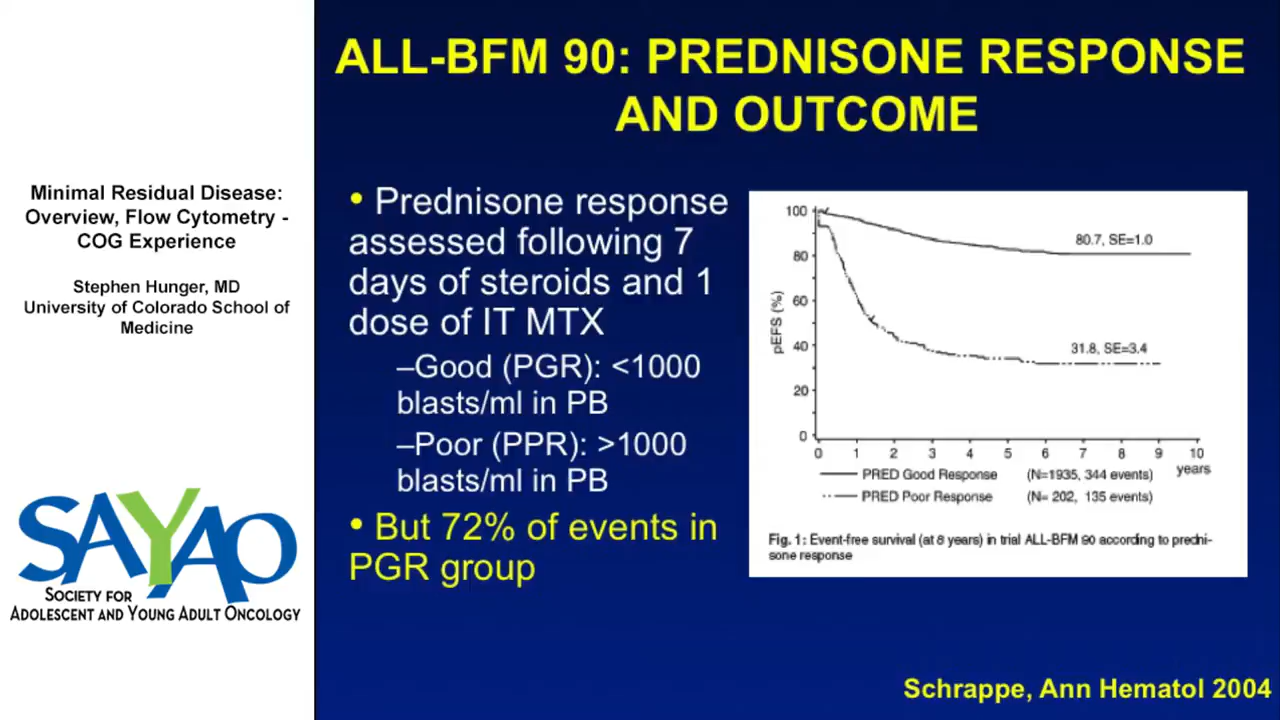 ALL-BFM 90: PREDNISONE RESPONSE
AND OUTCOME
Minimal Residual Disease:
Overview, Flow Cytometry -
COG Experience
Stephen Hunger, MD
University of Colorado School of
Medicine
SAYAO
SOCIETY FOR
ADOLESCENT AND YOUNG ADULT ONCOLOGY
• Prednisone response
assessed following 7
days of steroids and 1
dose of IT MTX
–Good (PGR): <1000
blasts/ml in PB
–Poor (PPR): >1000
blasts/ml in PB
• But 72% of events in
PGR group
pEFS (%)
100
80
60
40
20
0
80.7, SE=1.0
31.8, SE=3.4
0 1 2 3 4 5 6 7 8 9 10
years
PRED Good Response (N=1935, 344 events)
PRED Poor Response (N= 202, 135 events)
Fig. 1: Event-free survival (at 8 years) in trial ALL-BFM 90 according to predni-
sone response
Schrappe, Ann Hematol 2004